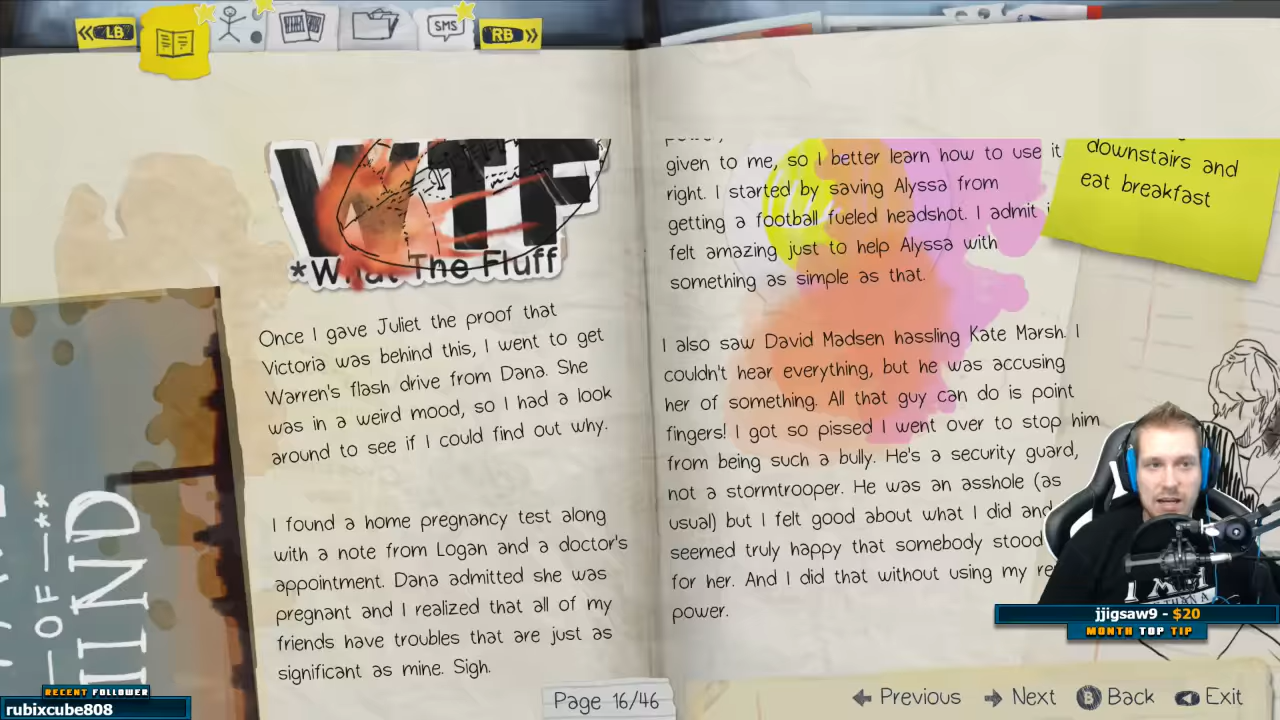 LB
SMS
RB
WTF
*What The Fluff
Once I gave Juliet the proof that
Victoria was behind this, I went to get
Warren's flash drive from Dana. She
was in a weird mood, so I had a look
around to see if I could find out why.
I found a home pregnancy test along
with a note from Logan and a doctor's
appointment. Dana admitted she was
pregnant and I realized that all of my
friends have troubles that are just as
significant as mine. Sigh.
given to me, so I better learn how to use it
right. I started by saving Alyssa from
getting a football fueled headshot. I admit
felt amazing just to help Alyssa with
something as simple as that.
I also saw David Madsen hassling Kate Marsh. I
couldn't hear everything, but he was accusing
her of something. All that guy can do is point
fingers! I got so pissed I went over to stop him
from being such a bully. He's a security guard,
not a stormtrooper. He was an asshole (as
usual) but I felt good about what I did and
seemed truly happy that somebody stood
for her. And I did that without using my
power.
downstairs and
eat breakfast
—OF—**
MIND
jjigsaw9 - $20
MONTH TOP TIP
RECENT FOLLOWER
rubixcube808
Page 16/46
Previous
Next
B Back
Exit